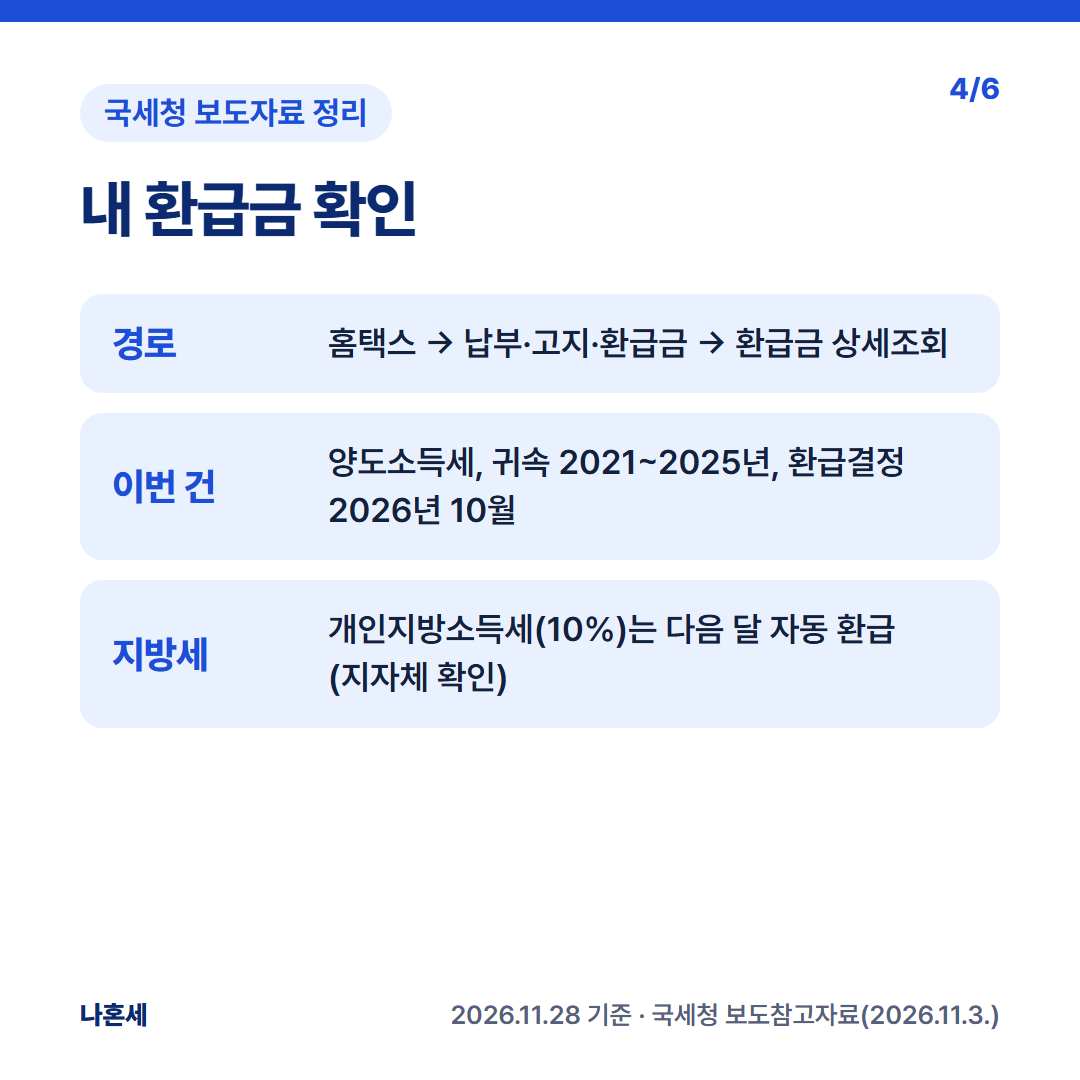 국세청 보도자료 정리
4/6
내 환급금 확인
경로
홈택스 → 납부·고지·환급금 → 환급금 상세조회
이번 건
양도소득세, 귀속 2021~2025년, 환급결정
2026년 10월
지방세
개인지방소득세(10%)는 다음 달 자동 환급
(지자체 확인)
나혼세
2026.11.28 기준 · 국세청 보도참고자료(2026.11.3.)